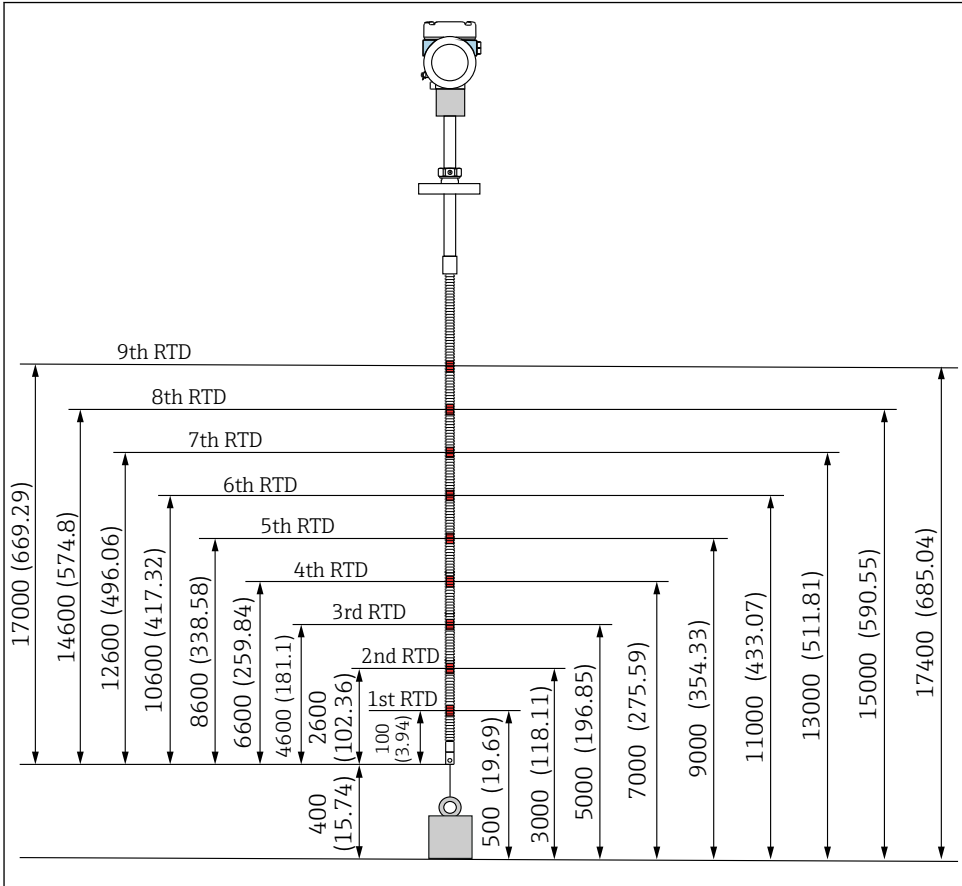 9th RTD
8th RTD
7th RTD
6th RTD
5th RTD
4th RTD
3rd RTD
2nd RTD
1st RTD
17000 (669.29)
14600 (574.8)
12600 (496.06)
10600 (417.32)
8600 (338.58)
6600 (259.84)
4600 (181.1)
2600
(102.36)
100
(3.94)
400
(15.74)
500 (19.69)
3000 (118.11)
5000 (196.85)
7000 (275.59)
9000 (354.33)
11000 (433.07)
13000 (511.81)
15000 (590.55)
17400 (685.04)